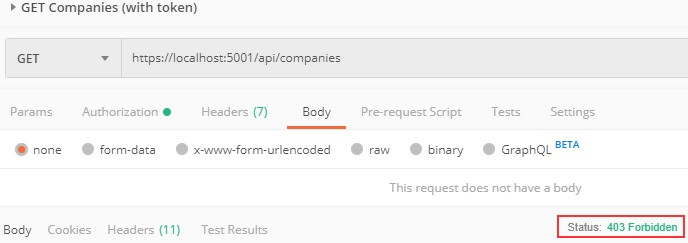 GET Companies (with token)
GET https://localhost:5001/api/companies
Params Authorization Headers (7) Body Pre-request Script Tests Settings
none form-data x-www-form-urlencoded raw binary GraphQL BETA
This request does not have a body
Body Cookies Headers (11) Test Results Status: 403 Forbidden